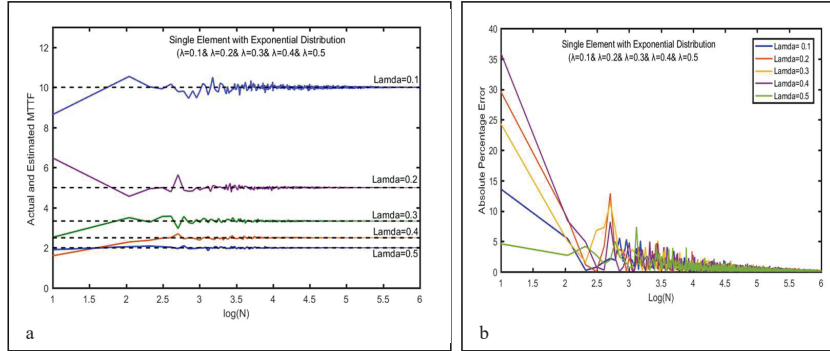 Single Element with Exponential Distribution
(λ=0.1& λ=0.2& λ=0.3& λ=0.4& λ=0.5
Actual and Estimated MTTF
12
10
8
6
4
2
0
Lamda=0.1
Lamda=0.2
Lamda=0.3
Lamda=0.4
Lamda=0.5
1 1.5 2 2.5 3 3.5 4 4.5 5 5.5 6
log(N)
a
Single Element with Exponential Distribution
(λ=0.1& λ=0.2& λ=0.3& λ=0.4& λ=0.5
Lamda= 0.1
Lamda=0.2
Lamda=0.3
Lamda=0.4
Lamda=0.5
Absolute Percentage Error
40
35
30
25
20
15
10
5
0
1 1.5 2 2.5 3 3.5 4 4.5 5 5.5 6
Log(N)
b